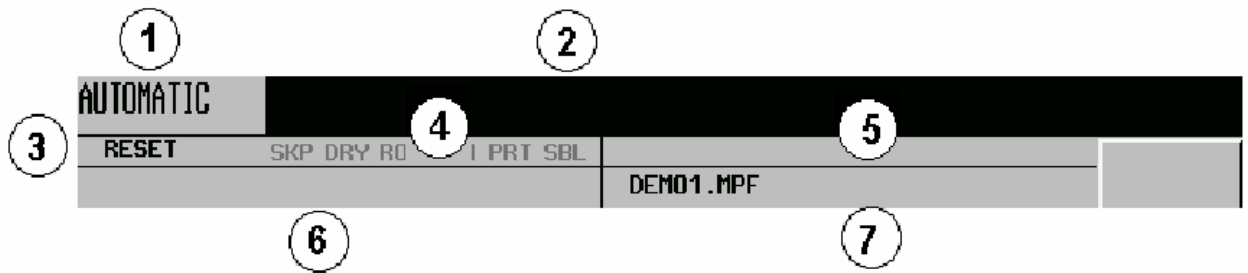 1 2
AUTOMATIC
3 RESET SKP DRY RO 4 I PRT SBL 5
DEMO1.MPF
6 7